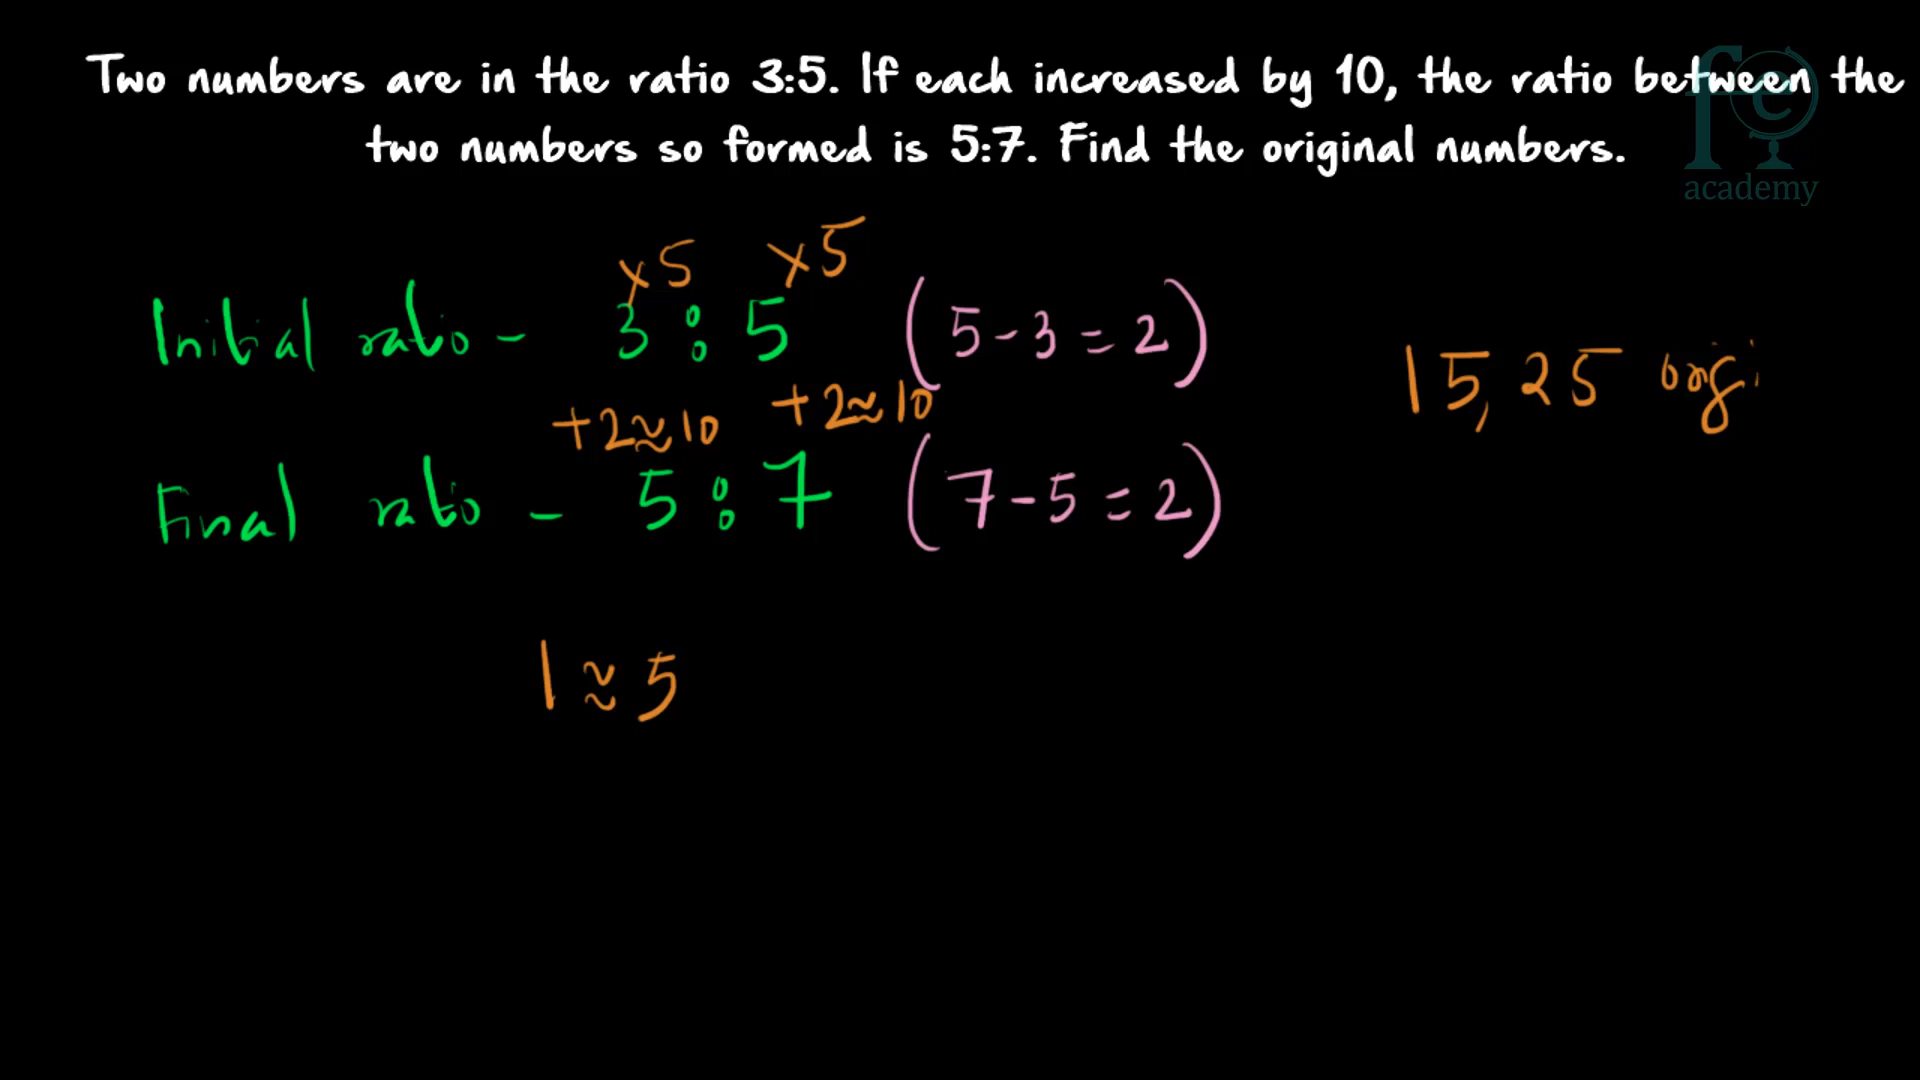 Two numbers are in the ratio 3:5. If each increased by 10, the ratio between the
two numbers so formed is 5:7. Find the original numbers.
fe
academy
×5 ×5
Initial ratio - 3 : 5 (5 - 3 = 2)
15, 25 origi
+2≈10 +2≈10
Final ratio - 5 : 7 (7 - 5 = 2)
1 ≈ 5